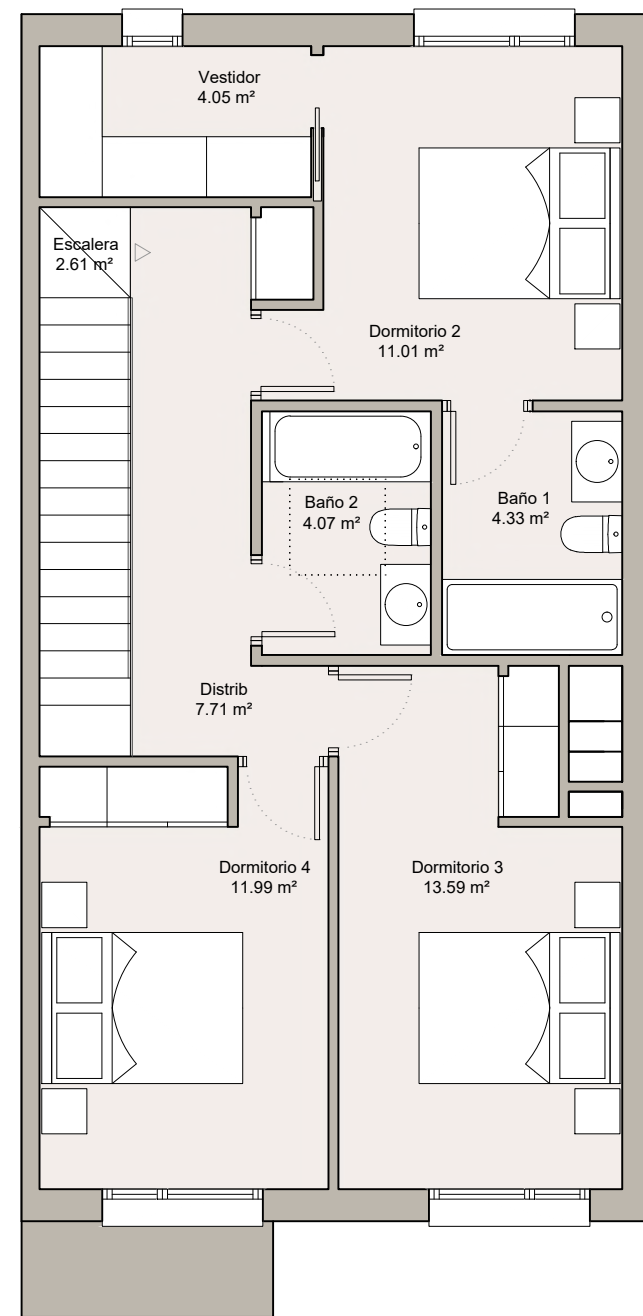 Vestidor
4.05 m²
Escalera
2.61 m²
Dormitorio 2
11.01 m²
Baño 2
4.07 m²
Baño 1
4.33 m²
Distrib
7.71 m²
Dormitorio 4
11.99 m²
Dormitorio 3
13.59 m²